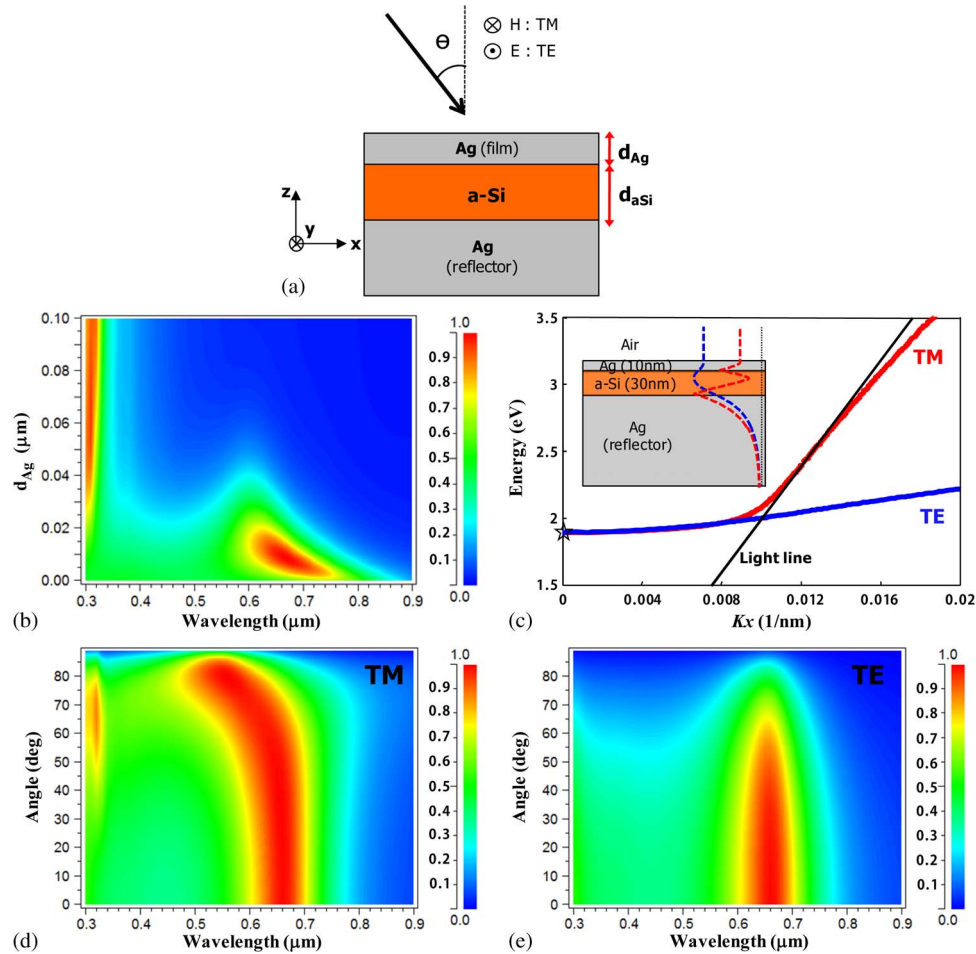 Θ
⊗ H : TM
⊙ E : TE
Ag (film)
d_Ag
a-Si
d_aSi
Ag
(reflector)
z
y
x
(a)
0.10
0.08
0.06
0.04
0.02
0.00
d_Ag (μm)
0.3 0.4 0.5 0.6 0.7 0.8 0.9
Wavelength (μm)
1.0
0.9
0.8
0.7
0.6
0.5
0.4
0.3
0.2
0.1
0.0
(b)
3.5
3
2.5
2
1.5
Energy (eV)
Air
Ag (10nm)
a-Si (30nm)
Ag
(reflector)
TM
TE
Light line
0 0.004 0.008 0.012 0.016 0.02
Kx (1/nm)
(c)
TM
80
70
60
50
40
30
20
10
0
Angle (deg)
0.3 0.4 0.5 0.6 0.7 0.8 0.9
Wavelength (μm)
1.0
0.9
0.8
0.7
0.6
0.5
0.4
0.3
0.2
0.1
0.0
(d)
TE
80
70
60
50
40
30
20
10
0
Angle (deg)
0.3 0.4 0.5 0.6 0.7 0.8 0.9
Wavelength (μm)
1.0
0.9
0.8
0.7
0.6
0.5
0.4
0.3
0.2
0.1
0.0
(e)